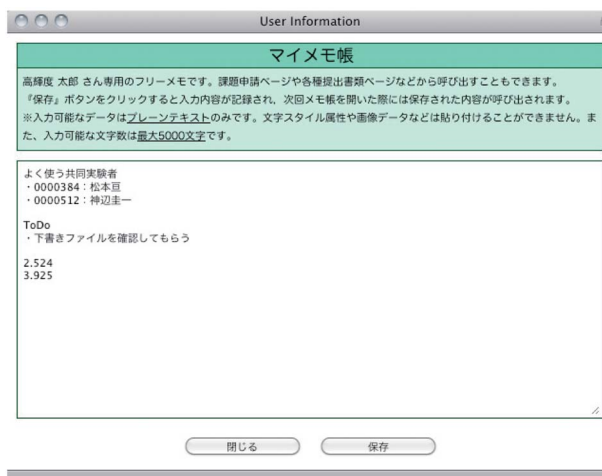 User Information
マイメモ帳
高輝度 太郎 さん専用のフリーメモです。課題申請ページや各種提出書類ページなどから呼び出すこともできます。
『保存』ボタンをクリックすると入力内容が記録され、次回メモ帳を開いた際には保存された内容が呼び出されます。
※入力可能なデータはプレーンテキストのみです。文字スタイル属性や画像データなどは貼り付けることができません。ま
た、入力可能な文字数は最大5000文字です。
よく使う共同実験者
・0000384：松本亘
・0000512：神辺圭一
ToDo
・下書きファイルを確認してもらう
2.524
3.925
閉じる
保存